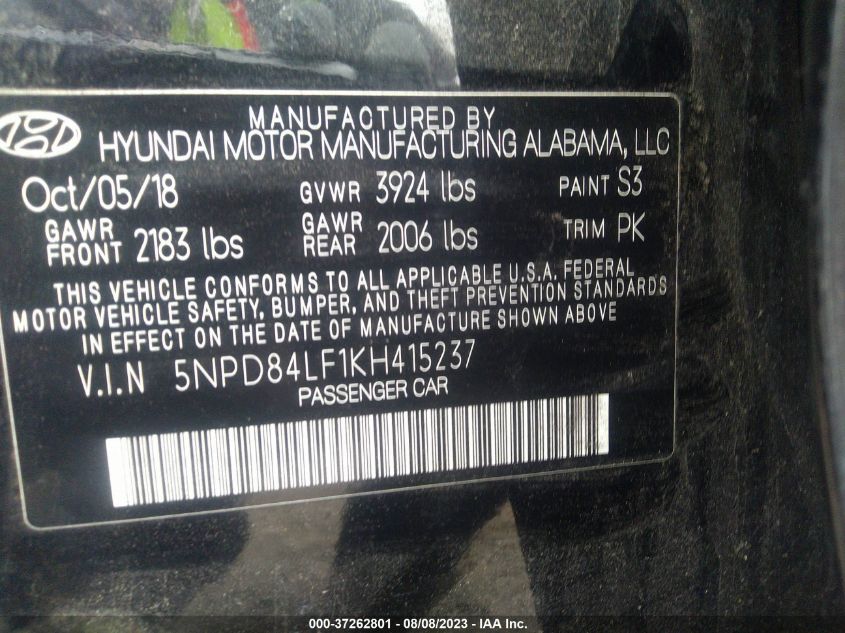 MANUFACTURED BY
HYUNDAI MOTOR MANUFACTURING ALABAMA, LLC
Oct/05/18 GVWR 3924 lbs PAINT S3
GAWR FRONT 2183 lbs GAWR REAR 2006 lbs TRIM PK
THIS VEHICLE CONFORMS TO ALL APPLICABLE U.S.A. FEDERAL
MOTOR VEHICLE SAFETY, BUMPER, AND THEFT PREVENTION STANDARDS
IN EFFECT ON THE DATE OF MANUFACTURE SHOWN ABOVE
V.I.N 5NPD84LF1KH415237
PASSENGER CAR
000-37262801 - 08/08/2023 - IAA Inc.